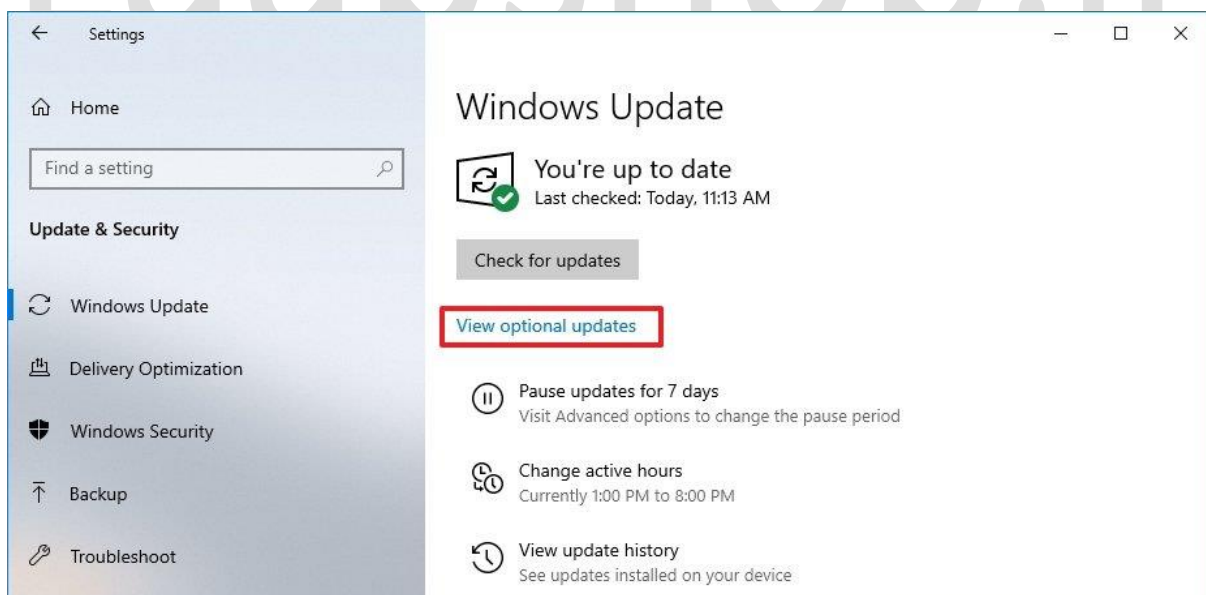 Settings
Home
Find a setting
Update & Security
Windows Update
Delivery Optimization
Windows Security
Backup
Troubleshoot
Windows Update
You're up to date
Last checked: Today, 11:13 AM
Check for updates
View optional updates
Pause updates for 7 days
Visit Advanced options to change the pause period
Change active hours
Currently 1:00 PM to 8:00 PM
View update history
See updates installed on your device